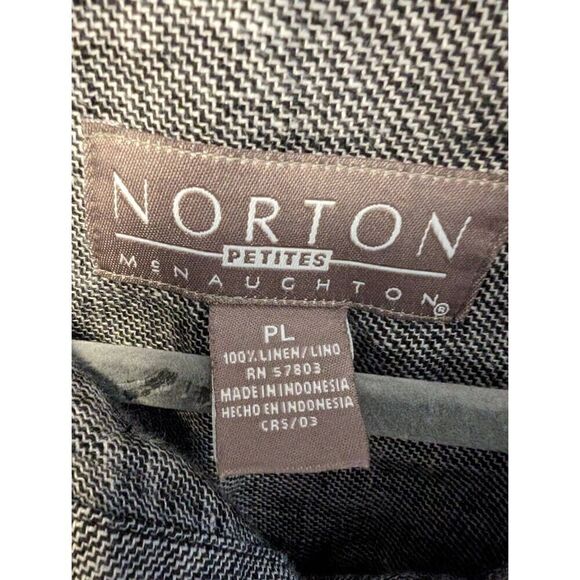 NORTON
PETITES
McNAUGHTON®
PL
100% LINEN/LINO
RN 57803
MADE IN INDONESIA
HECHO EN INDONESIA
CRS/03